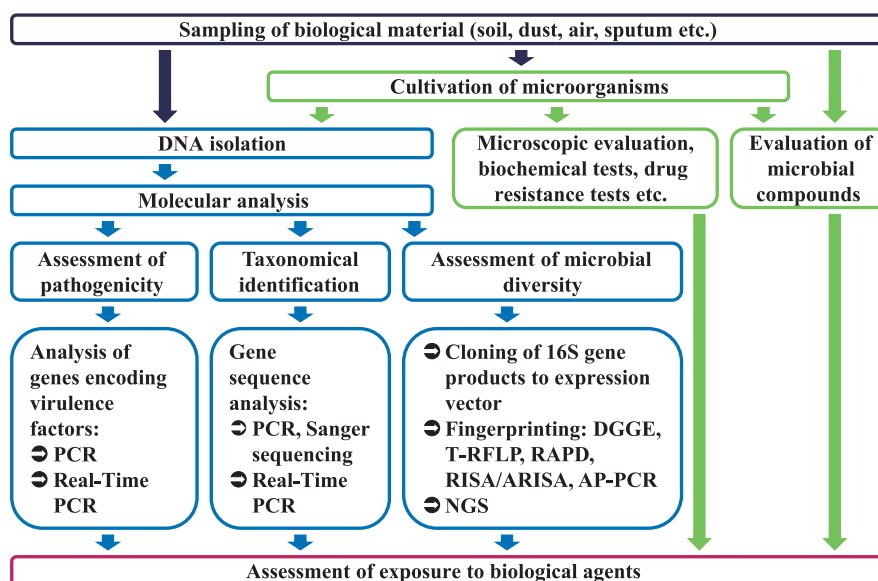 Sampling of biological material (soil, dust, air, sputum etc.)
Cultivation of microorganisms
DNA isolation
Microscopic evaluation,
biochemical tests, drug
resistance tests etc.
Evaluation of
microbial
compounds
Molecular analysis
Assessment of
pathogenicity
Taxonomical
identification
Assessment of microbial
diversity
Analysis of
genes encoding
virulence
factors:
➲ PCR
➲ Real-Time
PCR
Gene
sequence
analysis:
➲ PCR, Sanger
sequencing
➲ Real-Time
PCR
➲ Cloning of 16S gene
products to expression
vector
➲ Fingerprinting: DGGE,
T-RFLP, RAPD,
RISA/ARISA, AP-PCR
➲ NGS
Assessment of exposure to biological agents